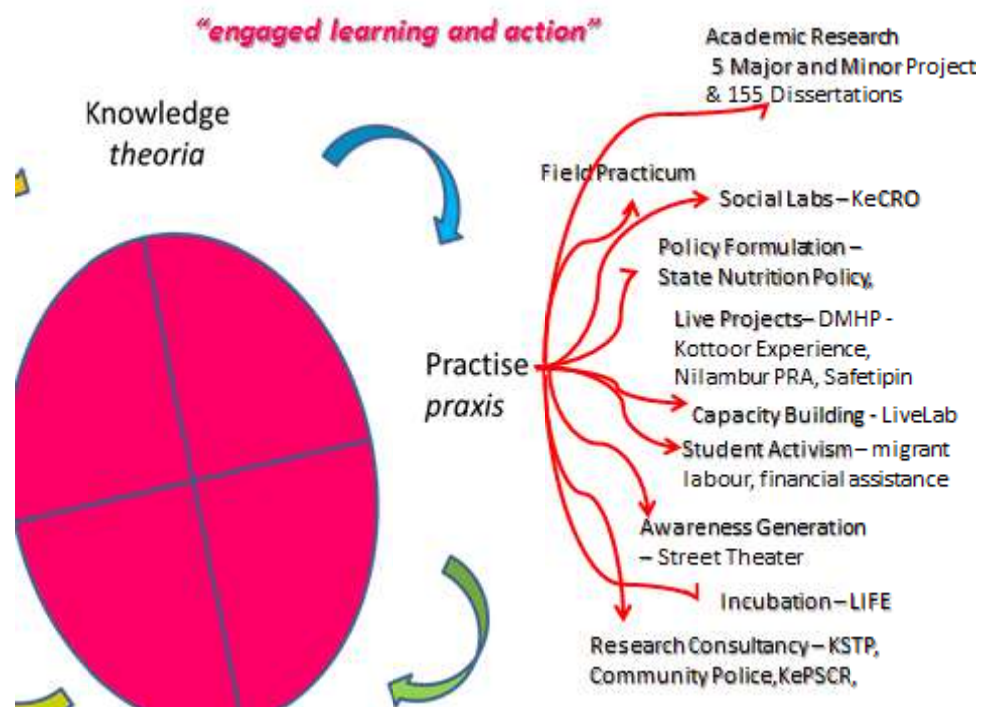 “engaged learning and action”
Knowledge
theoria
Practise
praxis
Academic Research
5 Major and Minor Project
& 155 Dissertations
Field Practicum
Social Labs – KeCRO
Policy Formulation –
State Nutrition Policy,
Live Projects– DMHP -
Kottoor Experience,
Nilambur PRA, Safetipin
Capacity Building - LiveLab
Student Activism – migrant
labour, financial assistance
Awareness Generation
– Street Theater
Incubation – LIFE
Research Consultancy – KSTP,
Community Police,KePSCR,